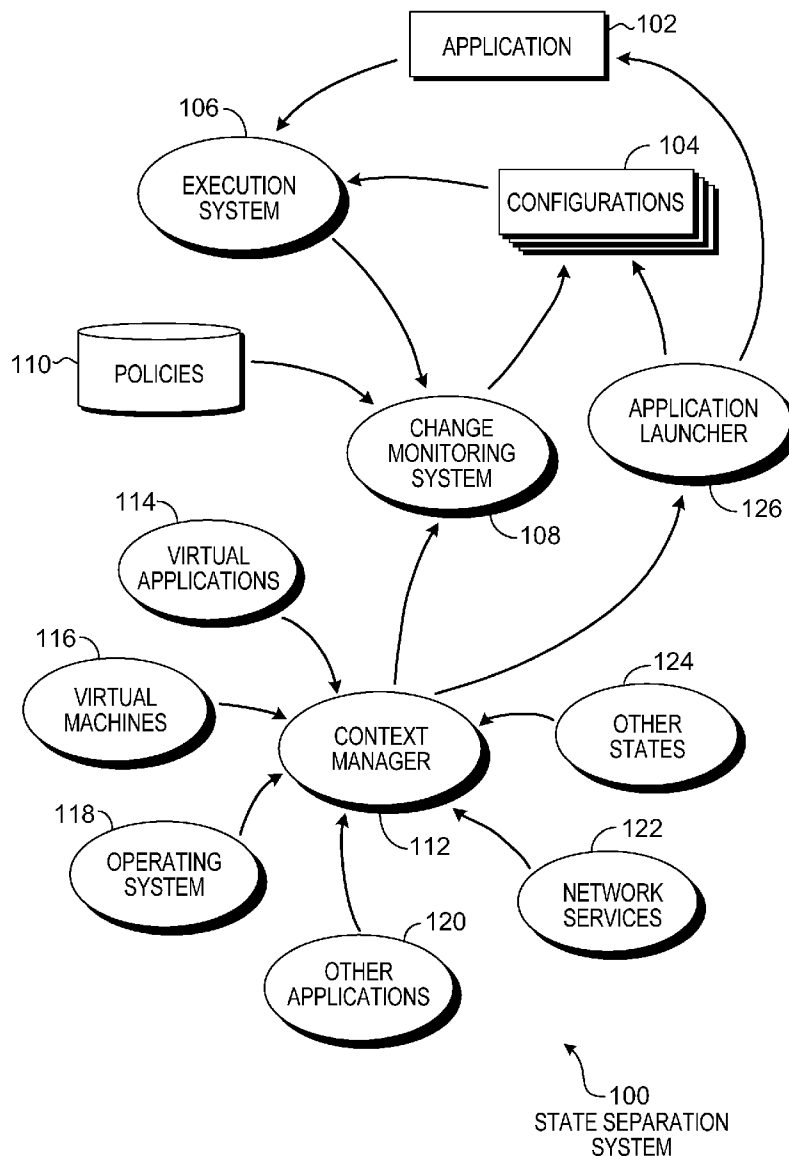 102
APPLICATION
106
EXECUTION
SYSTEM
104
CONFIGURATIONS
110
POLICIES
CHANGE
MONITORING
SYSTEM
108
APPLICATION
LAUNCHER
126
114
VIRTUAL
APPLICATIONS
116
VIRTUAL
MACHINES
CONTEXT
MANAGER
112
124
OTHER
STATES
118
OPERATING
SYSTEM
122
NETWORK
SERVICES
120
OTHER
APPLICATIONS
100
STATE SEPARATION
SYSTEM